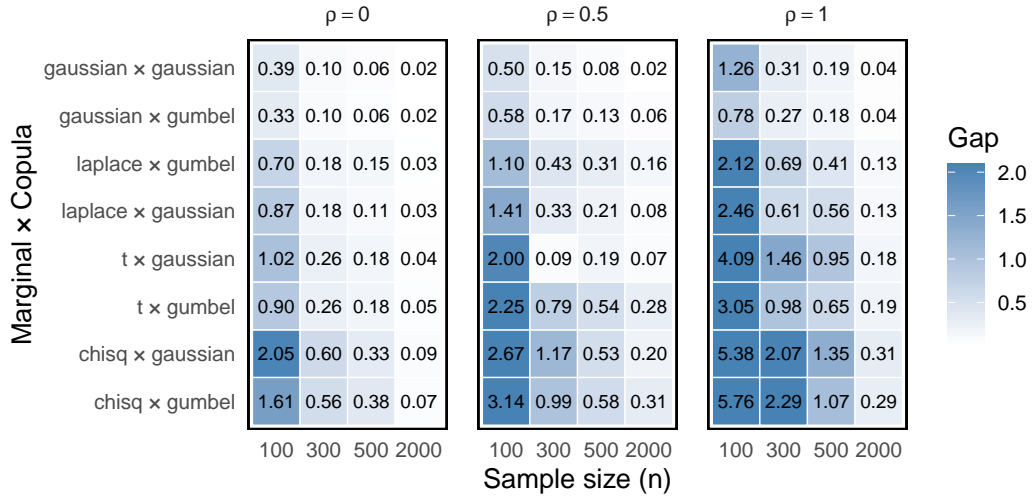 ρ = 0 ρ = 0.5 ρ = 1
gaussian × gaussian 0.39 0.10 0.06 0.02 0.50 0.15 0.08 0.02 1.26 0.31 0.19 0.04
gaussian × gumbel 0.33 0.10 0.06 0.02 0.58 0.17 0.13 0.06 0.78 0.27 0.18 0.04
laplace × gumbel 0.70 0.18 0.15 0.03 1.10 0.43 0.31 0.16 2.12 0.69 0.41 0.13
laplace × gaussian 0.87 0.18 0.11 0.03 1.41 0.33 0.21 0.08 2.46 0.61 0.56 0.13
t × gaussian 1.02 0.26 0.18 0.04 2.00 0.09 0.19 0.07 4.09 1.46 0.95 0.18
t × gumbel 0.90 0.26 0.18 0.05 2.25 0.79 0.54 0.28 3.05 0.98 0.65 0.19
chisq × gaussian 2.05 0.60 0.33 0.09 2.67 1.17 0.53 0.20 5.38 2.07 1.35 0.31
chisq × gumbel 1.61 0.56 0.38 0.07 3.14 0.99 0.58 0.31 5.76 2.29 1.07 0.29
100 300 500 2000 100 300 500 2000 100 300 500 2000
Sample size (n)
Marginal × Copula
Gap
2.0
1.5
1.0
0.5